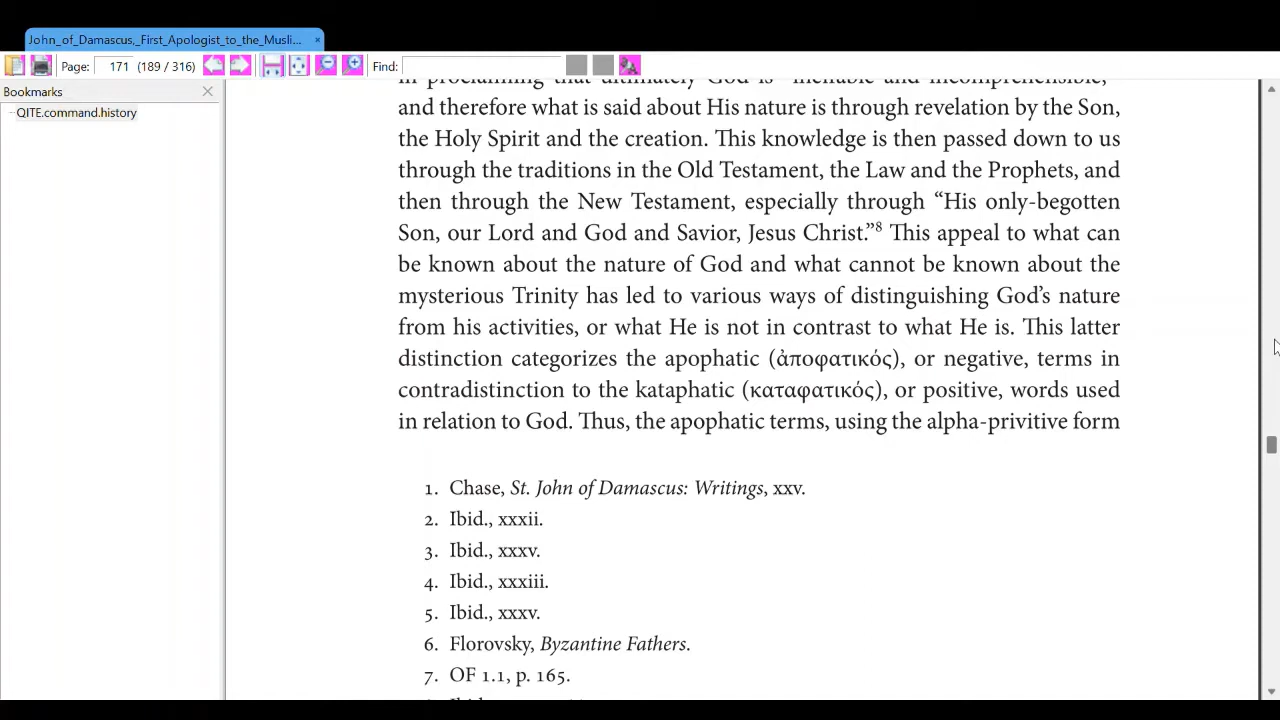 John_of_Damascus,_First_Apologist_to_the_Musli... ×
Page: 171 (189 / 316) Find:
Bookmarks
QITE.command.history
in proclaiming that ultimately God is "ineffable and incomprehensible,"
and therefore what is said about His nature is through revelation by the Son,
the Holy Spirit and the creation. This knowledge is then passed down to us
through the traditions in the Old Testament, the Law and the Prophets, and
then through the New Testament, especially through “His only-begotten
Son, our Lord and God and Savior, Jesus Christ.”8 This appeal to what can
be known about the nature of God and what cannot be known about the
mysterious Trinity has led to various ways of distinguishing God’s nature
from his activities, or what He is not in contrast to what He is. This latter
distinction categorizes the apophatic (ἀποφατικός), or negative, terms in
contradistinction to the kataphatic (καταφατικός), or positive, words used
in relation to God. Thus, the apophatic terms, using the alpha-privitive form
1. Chase, St. John of Damascus: Writings, xxv.
2. Ibid., xxxii.
3. Ibid., xxxv.
4. Ibid., xxxiii.
5. Ibid., xxxv.
6. Florovsky, Byzantine Fathers.
7. OF 1.1, p. 165.